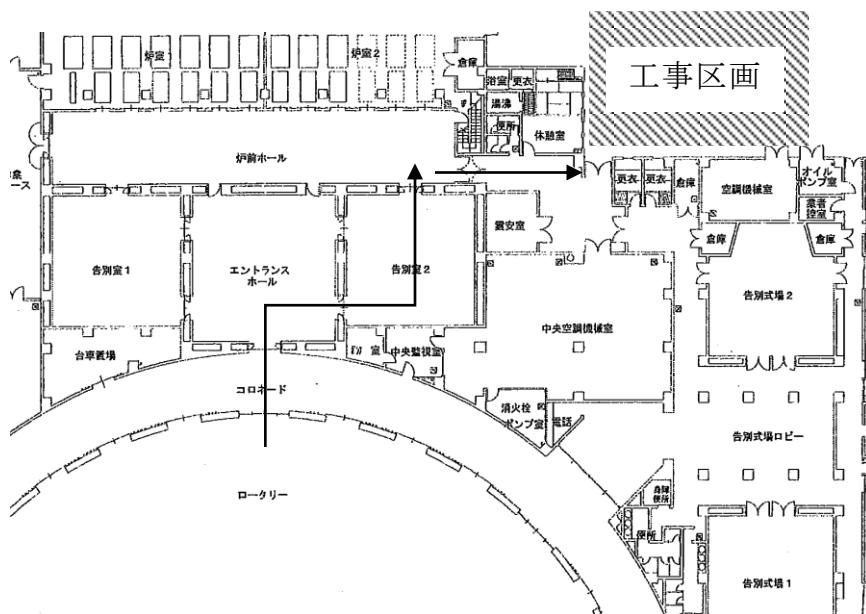 工事区画
炉室1
炉室2
倉庫
浴室
更衣
湯沸
便所
休憩室
炉前ホール
更衣
更衣
倉庫
空調機械室
オイル
ポンプ室
業者
控室
霊安室
倉庫
倉庫
告別室1
エントランス
ホール
告別室2
中央空調機械室
告別式場2
台車置場
中央監視室
コロネード
消火栓
ポンプ室
電話
告別式場ロビー
ロータリー
身障
便所
便所
告別式場1